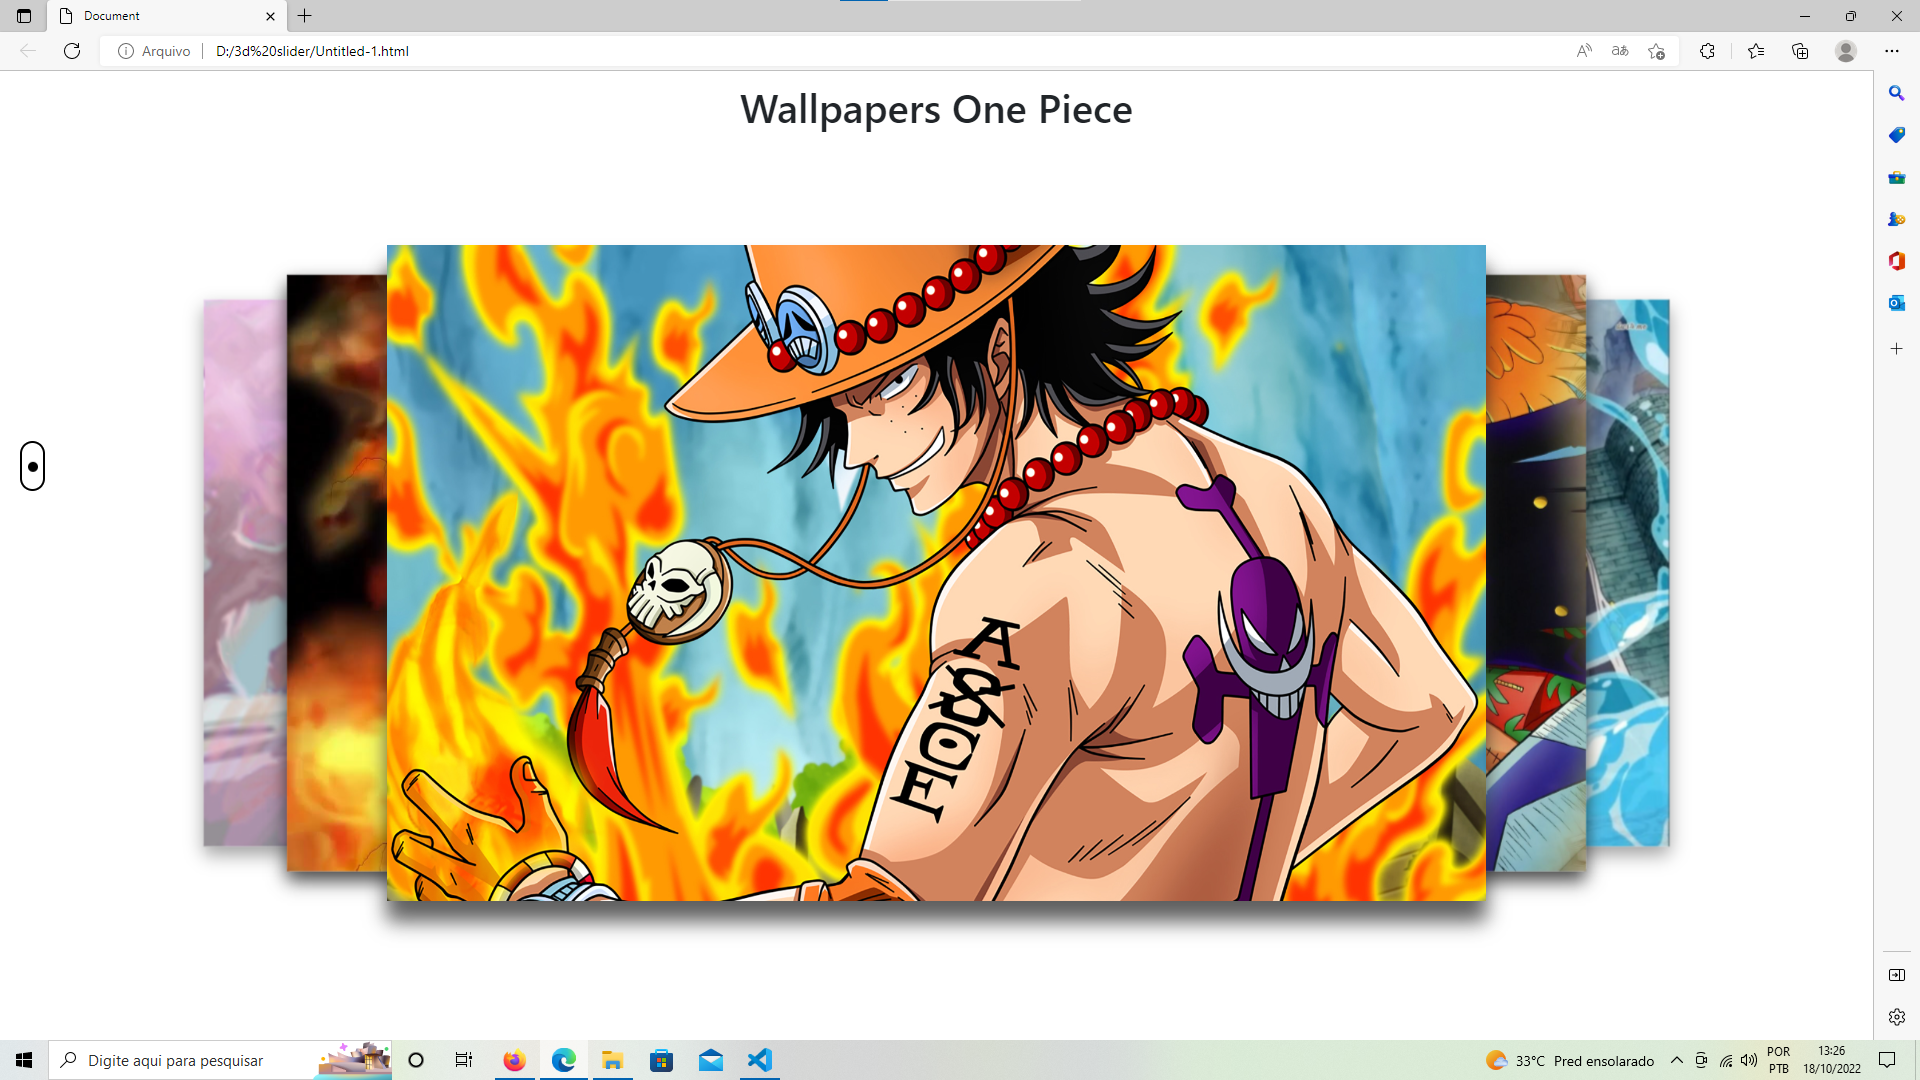 Document
Arquivo
D:/3d%20slider/Untitled-1.html
Wallpapers One Piece
A
S
C
E
Digite aqui para pesquisar
33°C Pred ensolarado
POR
PTB
13:26
18/10/2022